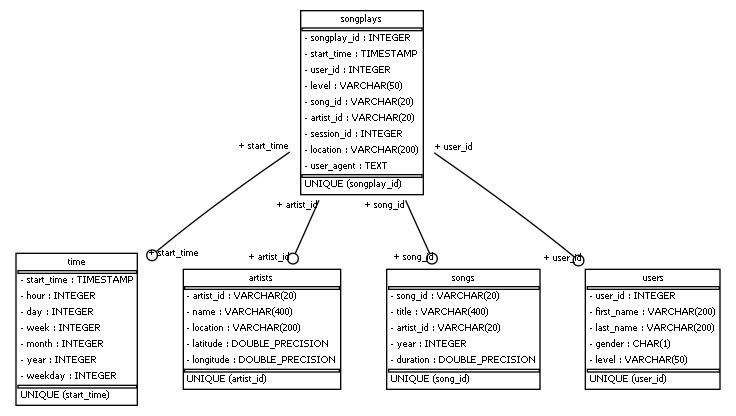 songplays
- songplay_id : INTEGER
- start_time : TIMESTAMP
- user_id : INTEGER
- level : VARCHAR(50)
- song_id : VARCHAR(20)
- artist_id : VARCHAR(20)
- session_id : INTEGER
- location : VARCHAR(200)
- user_agent : TEXT
UNIQUE (songplay_id)
+ start_time
+ user_id
+ artist_id
+ song_id
+ start_time
+ artist_id
+ song_id
+ user_id
time
- start_time : TIMESTAMP
- hour : INTEGER
- day : INTEGER
- week : INTEGER
- month : INTEGER
- year : INTEGER
- weekday : INTEGER
UNIQUE (start_time)
artists
- artist_id : VARCHAR(20)
- name : VARCHAR(400)
- location : VARCHAR(200)
- latitude : DOUBLE_PRECISION
- longitude : DOUBLE_PRECISION
UNIQUE (artist_id)
songs
- song_id : VARCHAR(20)
- title : VARCHAR(400)
- artist_id : VARCHAR(20)
- year : INTEGER
- duration : DOUBLE_PRECISION
UNIQUE (song_id)
users
- user_id : INTEGER
- first_name : VARCHAR(200)
- last_name : VARCHAR(200)
- gender : CHAR(1)
- level : VARCHAR(50)
UNIQUE (user_id)